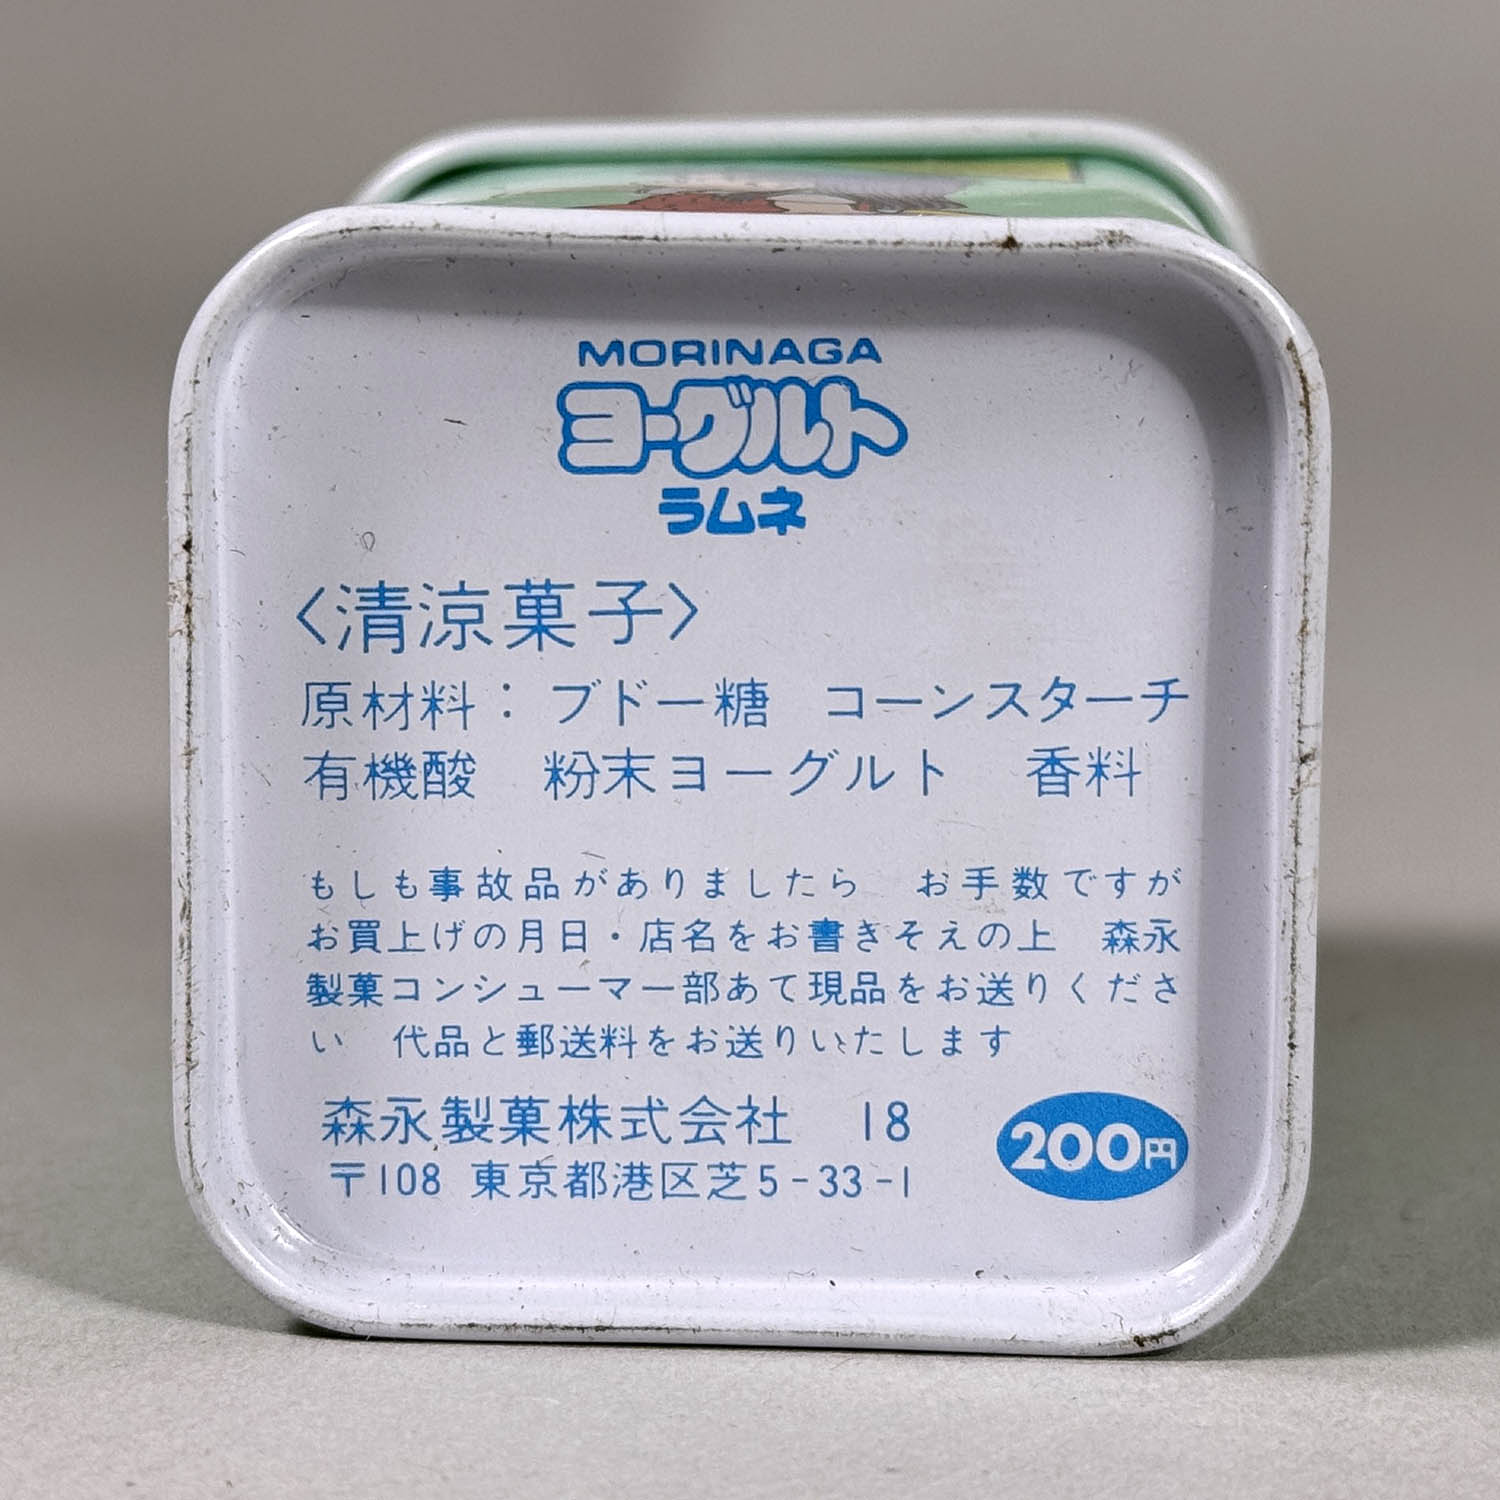 MORINAGA
ヨーグルト
ラムネ
〈清涼菓子〉
原材料：ブドー糖　コーンスターチ
有機酸　粉末ヨーグルト　香料
もしも事故品がありましたら　お手数ですが
お買上げの月日・店名をお書きそえの上　森永
製菓コンシューマー部あて現品をお送りくださ
い　代品と郵送料をお送りいたします
森永製菓株式会社　18
〒108 東京都港区芝5-33-1
200円